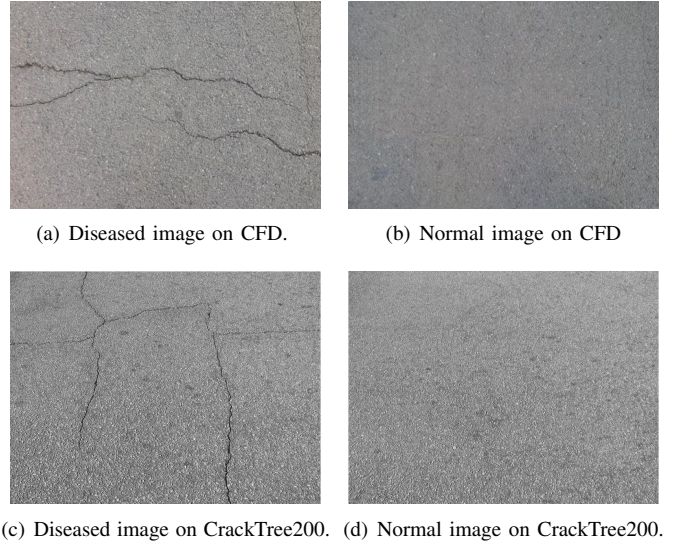 (a) Diseased image on CFD.
(b) Normal image on CFD
(c) Diseased image on CrackTree200.
(d) Normal image on CrackTree200.